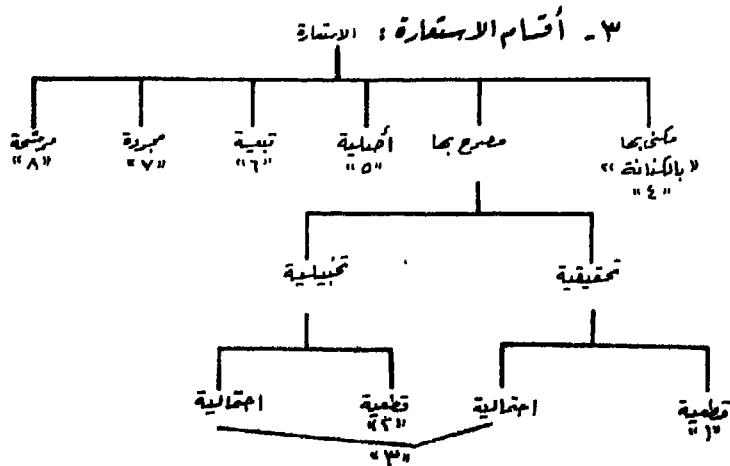 ٣ - أقسام الاستعارة : الاستعارة
مكنى بها مصرح بها أصلية تبعية مجردة مرشحة
"بالكناية" "٥" "٦" "٧" "٨"
"٤"
تحقيقية تخييلية
قطعية احتمالية قطعية احتمالية
"١" "٢"
"٣"